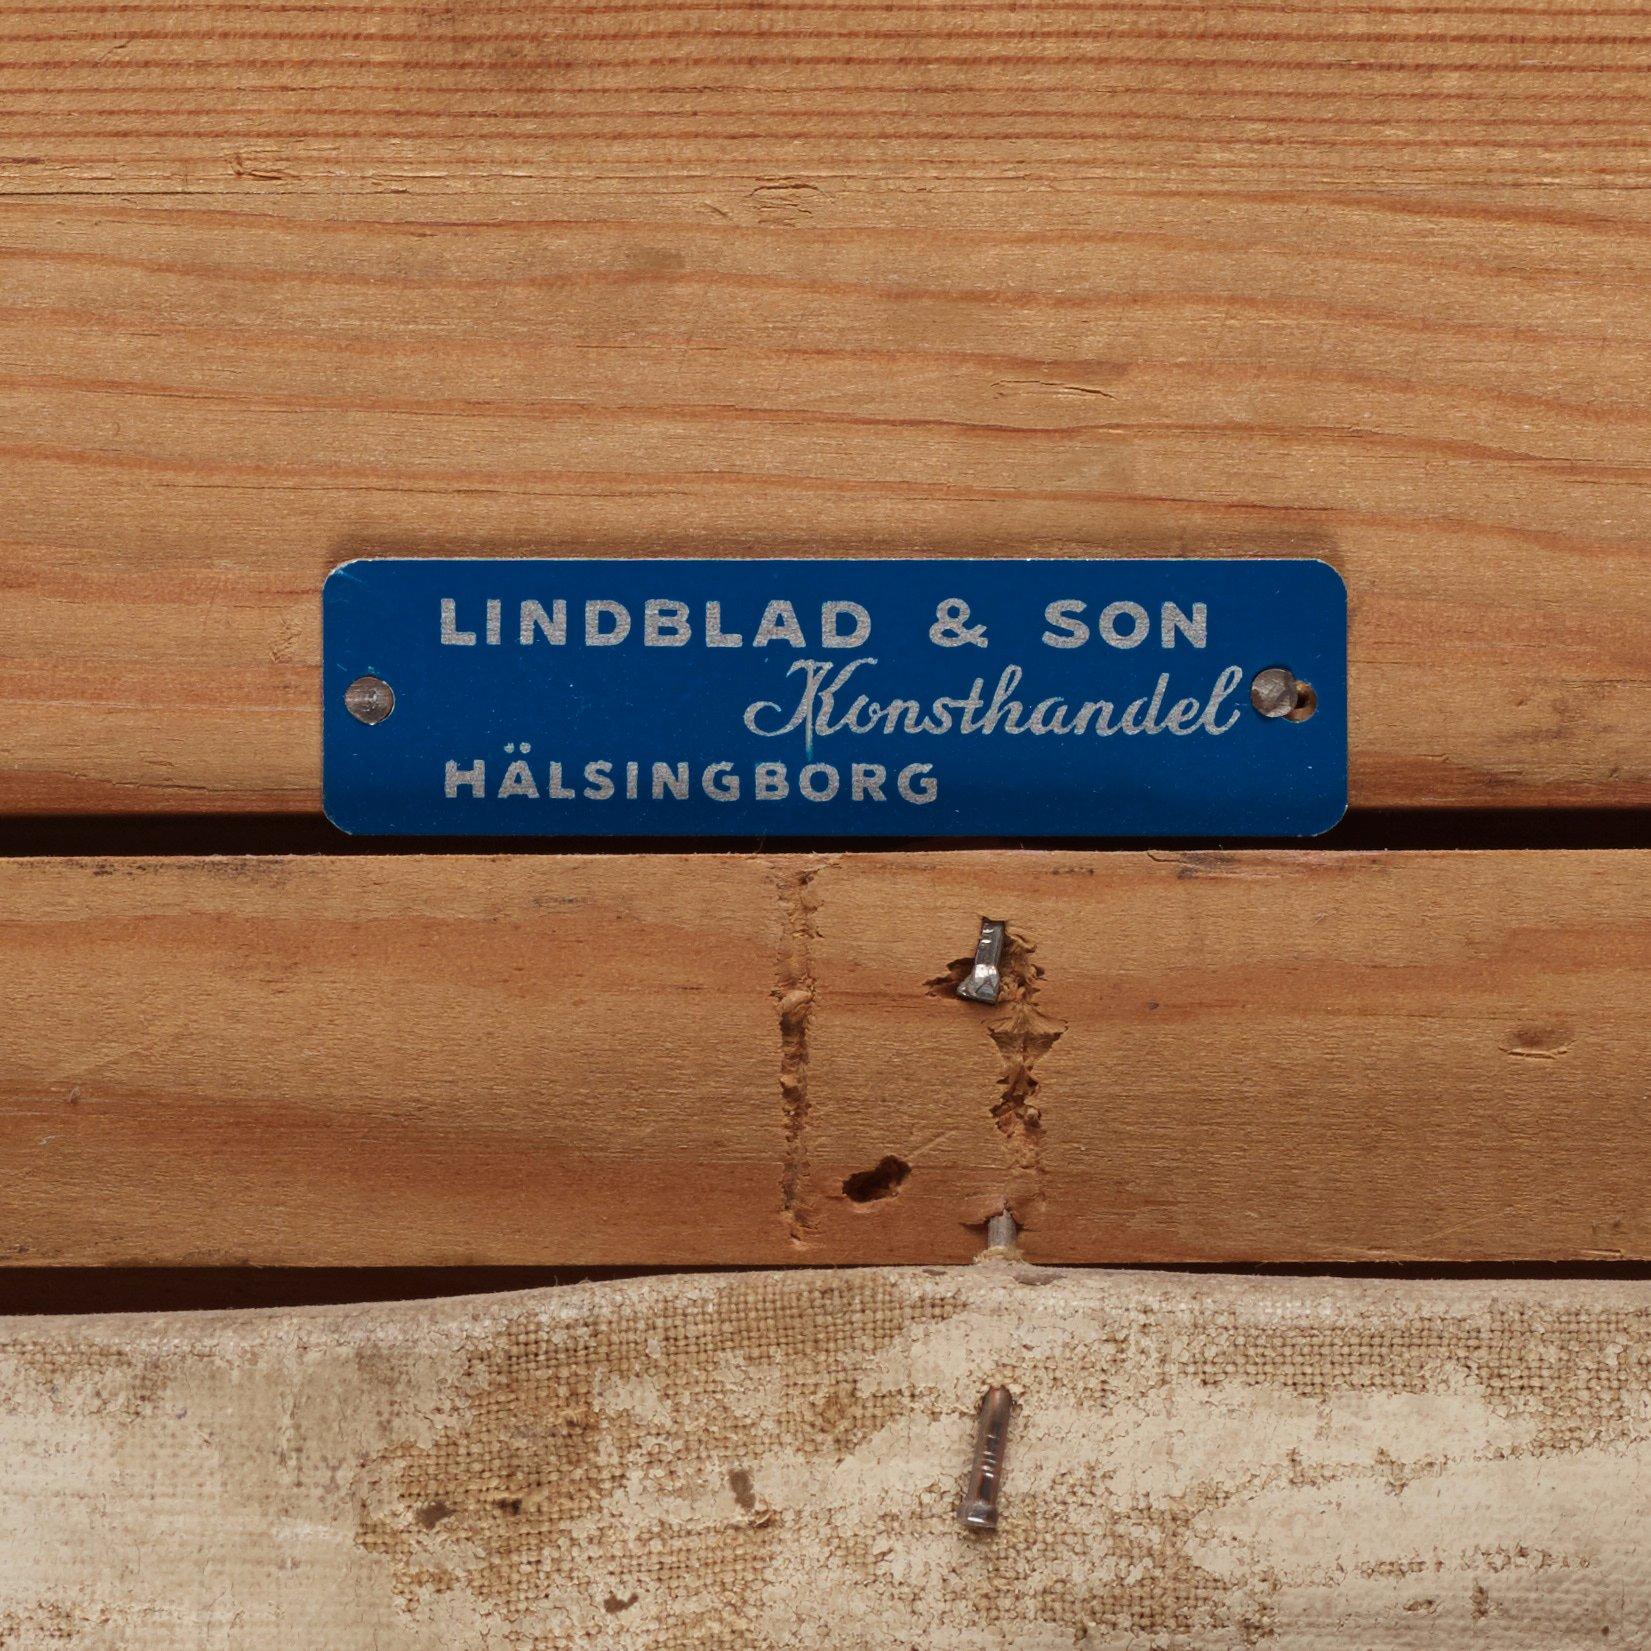 LINDBLAD & SON
Konsthandel
HÄLSINGBORG